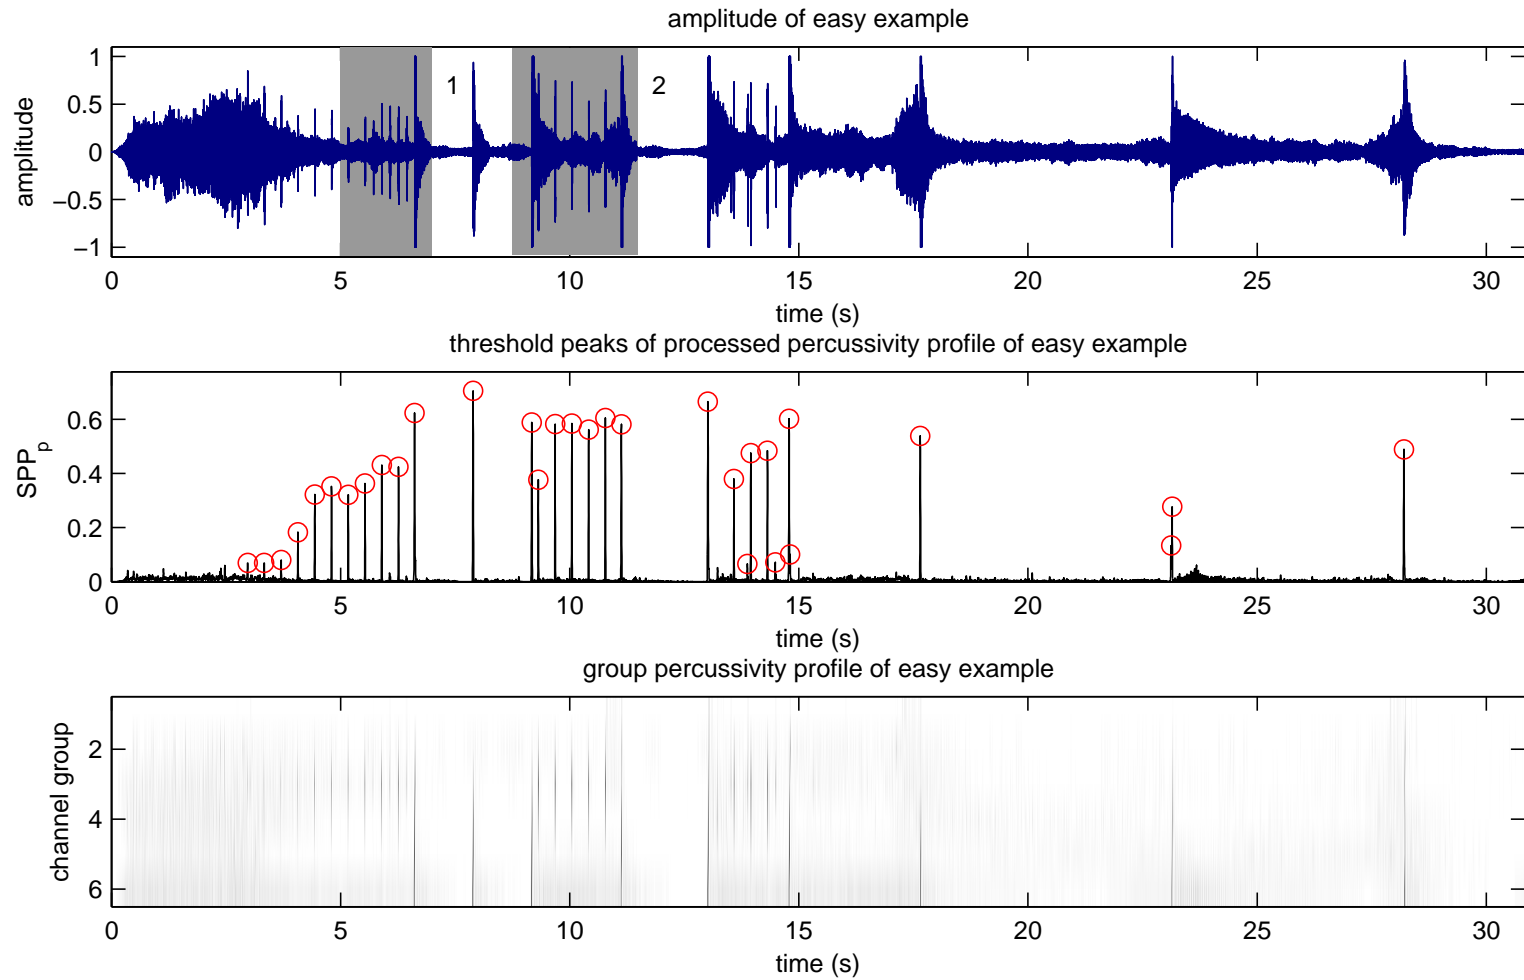 amplitude of easy example
1
0.5
0
−0.5
−1
amplitude
1
2
0 5 10 15 20 25 30
time (s)
threshold peaks of processed percussivity profile of easy example
0.6
0.4
0.2
0
SPPp
0 5 10 15 20 25 30
time (s)
group percussivity profile of easy example
2
4
6
channel group
0 5 10 15 20 25 30
time (s)